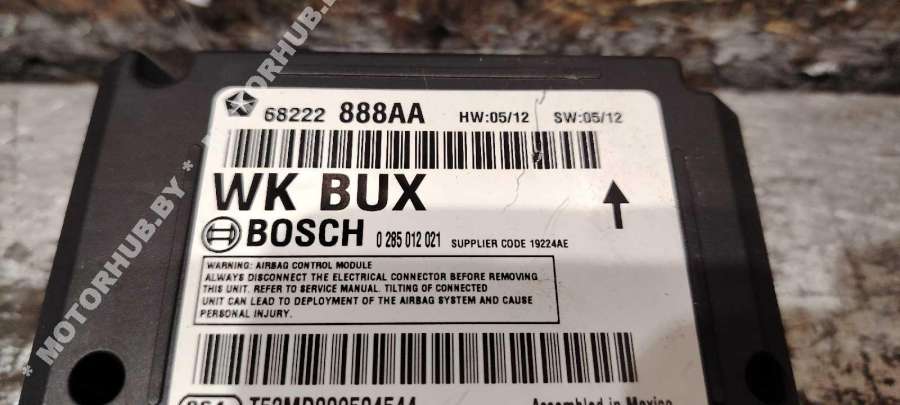 68222 888AA HW:05/12 SW:05/12
WK BUX
BOSCH 0 285 012 021 SUPPLIER CODE 19224AE
WARNING: AIRBAG CONTROL MODULE
ALWAYS DISCONNECT THE ELECTRICAL CONNECTOR BEFORE REMOVING
THIS UNIT. REFER TO SERVICE MANUAL. TILTING OF CONNECTED
UNIT CAN LEAD TO DEPLOYMENT OF THE AIRBAG SYSTEM AND CAUSE
PERSONAL INJURY.
Assembled in Mexico
* MOTORHUB.BY * MOTORHUB.BY